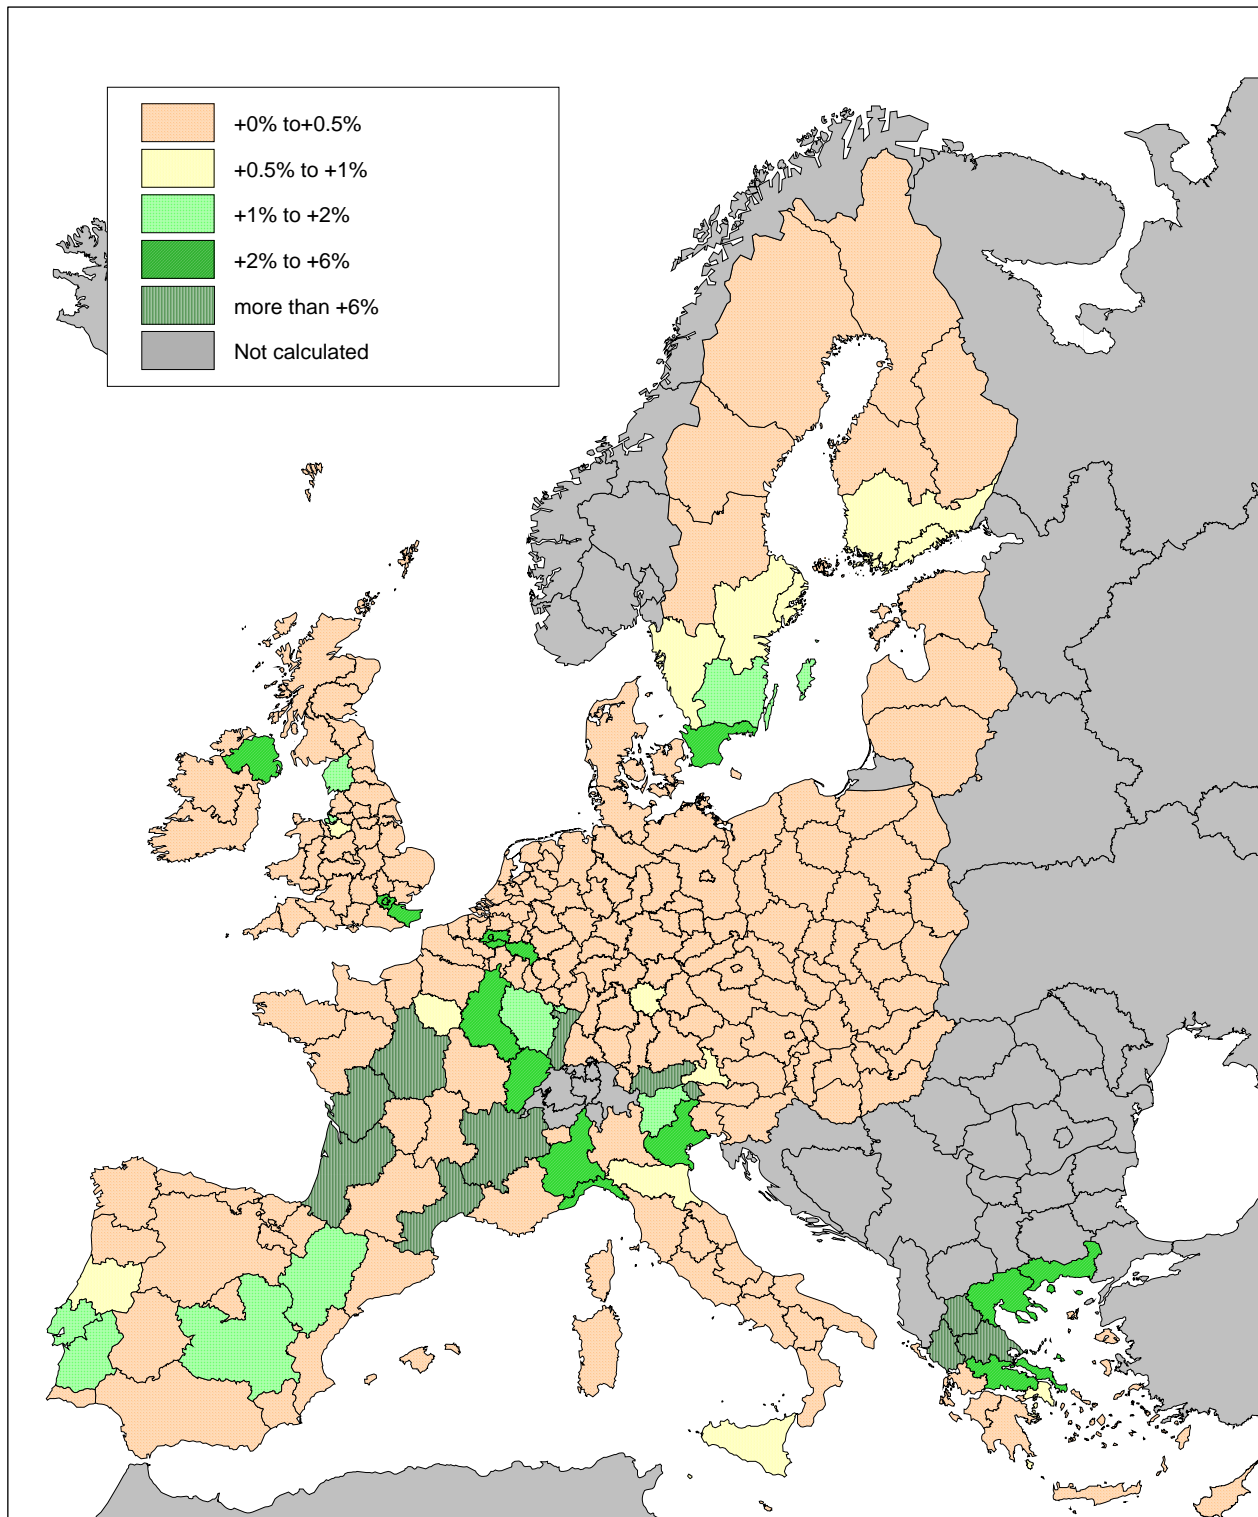 +0% to+0.5%
+0.5% to +1%
+1% to +2%
+2% to +6%
more than +6%
Not calculated